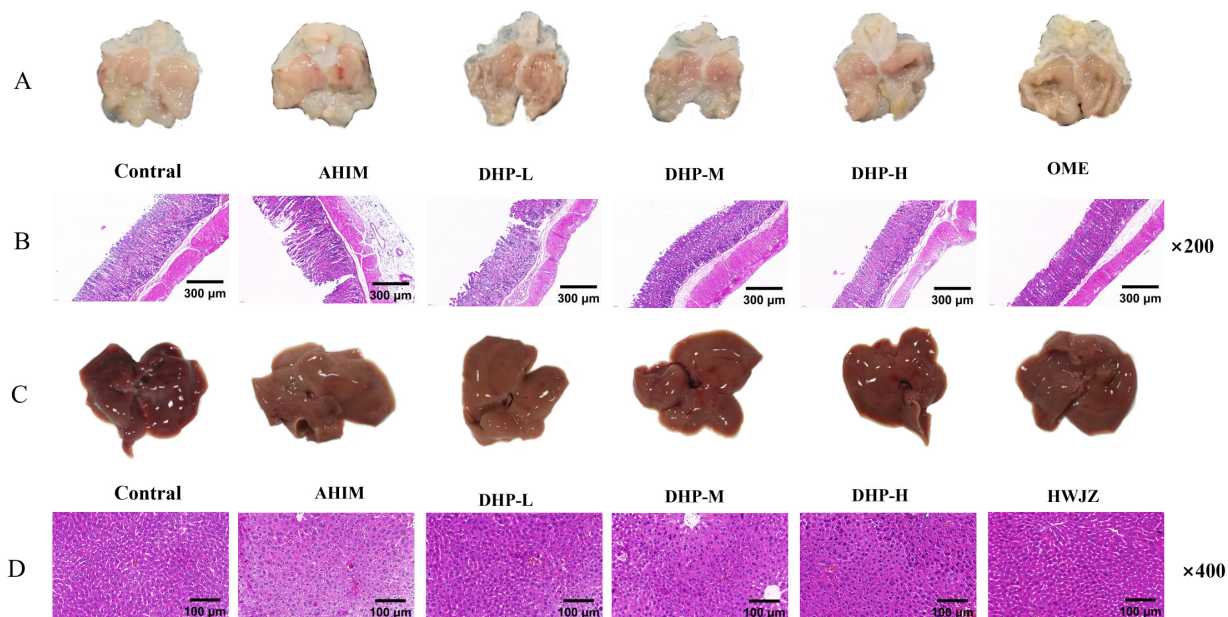 A
Contral AHIM DHP-L DHP-M DHP-H OME
B ×200
300 μm 300 μm 300 μm 300 μm 300 μm 300 μm
C
Contral AHIM DHP-L DHP-M DHP-H HWJZ
D ×400
100 μm 100 μm 100 μm 100 μm 100 μm 100 μm